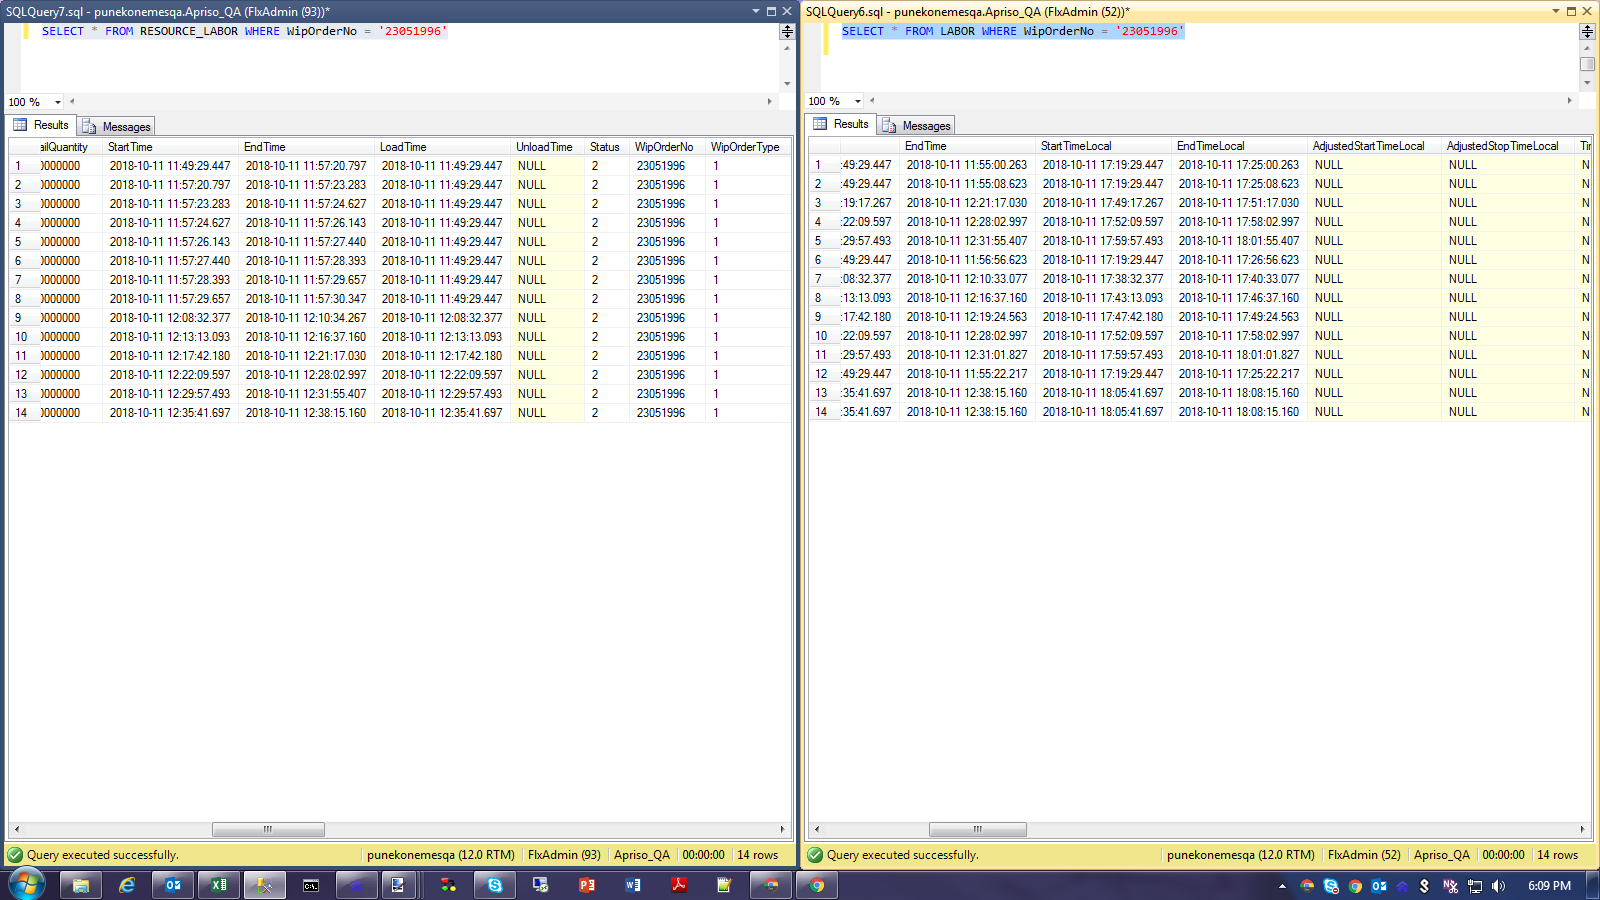 SQLQuery7.sql - punekonemesqa.Apriso_QA (FlxAdmin (93))*
SELECT * FROM RESOURCE_LABOR WHERE WipOrderNo = '23051996'
100 %
Results Messages
ailQuantity StartTime EndTime LoadTime UnloadTime Status WipOrderNo WipOrderType
1 0000000 2018-10-11 11:49:29.447 2018-10-11 11:57:20.797 2018-10-11 11:49:29.447 NULL 2 23051996 1
2 0000000 2018-10-11 11:57:20.797 2018-10-11 11:57:23.283 2018-10-11 11:49:29.447 NULL 2 23051996 1
3 0000000 2018-10-11 11:57:23.283 2018-10-11 11:57:24.627 2018-10-11 11:49:29.447 NULL 2 23051996 1
4 0000000 2018-10-11 11:57:24.627 2018-10-11 11:57:26.143 2018-10-11 11:49:29.447 NULL 2 23051996 1
5 0000000 2018-10-11 11:57:26.143 2018-10-11 11:57:27.440 2018-10-11 11:49:29.447 NULL 2 23051996 1
6 0000000 2018-10-11 11:57:27.440 2018-10-11 11:57:28.393 2018-10-11 11:49:29.447 NULL 2 23051996 1
7 0000000 2018-10-11 11:57:28.393 2018-10-11 11:57:29.657 2018-10-11 11:49:29.447 NULL 2 23051996 1
8 0000000 2018-10-11 11:57:29.657 2018-10-11 11:57:30.347 2018-10-11 11:49:29.447 NULL 2 23051996 1
9 0000000 2018-10-11 12:08:32.377 2018-10-11 12:10:34.267 2018-10-11 12:08:32.377 NULL 2 23051996 1
10 0000000 2018-10-11 12:13:13.093 2018-10-11 12:16:37.160 2018-10-11 12:13:13.093 NULL 2 23051996 1
11 0000000 2018-10-11 12:17:42.180 2018-10-11 12:21:17.030 2018-10-11 12:17:42.180 NULL 2 23051996 1
12 0000000 2018-10-11 12:22:09.597 2018-10-11 12:28:02.997 2018-10-11 12:22:09.597 NULL 2 23051996 1
13 0000000 2018-10-11 12:29:57.493 2018-10-11 12:31:55.407 2018-10-11 12:29:57.493 NULL 2 23051996 1
14 0000000 2018-10-11 12:35:41.697 2018-10-11 12:38:15.160 2018-10-11 12:35:41.697 NULL 2 23051996 1
Query executed successfully. punekonemesqa (12.0 RTM) FlxAdmin (93) Apriso_QA 00:00:00 14 rows
SQLQuery6.sql - punekonemesqa.Apriso_QA (FlxAdmin (52))*
SELECT * FROM LABOR WHERE WipOrderNo = '23051996'
100 %
Results Messages
EndTime StartTimeLocal EndTimeLocal AdjustedStartTimeLocal AdjustedStopTimeLocal Tir
1 :49:29.447 2018-10-11 11:55:00.263 2018-10-11 17:19:29.447 2018-10-11 17:25:00.263 NULL NULL N
2 :49:29.447 2018-10-11 11:55:08.623 2018-10-11 17:19:29.447 2018-10-11 17:25:08.623 NULL NULL N
3 :19:17.267 2018-10-11 12:21:17.030 2018-10-11 17:49:17.267 2018-10-11 17:51:17.030 NULL NULL N
4 :22:09.597 2018-10-11 12:28:02.997 2018-10-11 17:52:09.597 2018-10-11 17:58:02.997 NULL NULL N
5 :29:57.493 2018-10-11 12:31:55.407 2018-10-11 17:59:57.493 2018-10-11 18:01:55.407 NULL NULL N
6 :49:29.447 2018-10-11 11:56:56.623 2018-10-11 17:19:29.447 2018-10-11 17:26:56.623 NULL NULL N
7 :08:32.377 2018-10-11 12:10:33.077 2018-10-11 17:38:32.377 2018-10-11 17:40:33.077 NULL NULL N
8 :13:13.093 2018-10-11 12:16:37.160 2018-10-11 17:43:13.093 2018-10-11 17:46:37.160 NULL NULL N
9 :17:42.180 2018-10-11 12:19:24.563 2018-10-11 17:47:42.180 2018-10-11 17:49:24.563 NULL NULL N
10 :22:09.597 2018-10-11 12:28:02.997 2018-10-11 17:52:09.597 2018-10-11 17:58:02.997 NULL NULL N
11 :29:57.493 2018-10-11 12:31:01.827 2018-10-11 17:59:57.493 2018-10-11 18:01:01.827 NULL NULL N
12 :49:29.447 2018-10-11 11:55:22.217 2018-10-11 17:19:29.447 2018-10-11 17:25:22.217 NULL NULL N
13 :35:41.697 2018-10-11 12:38:15.160 2018-10-11 18:05:41.697 2018-10-11 18:08:15.160 NULL NULL N
14 :35:41.697 2018-10-11 12:38:15.160 2018-10-11 18:05:41.697 2018-10-11 18:08:15.160 NULL NULL N
Query executed successfully. punekonemesqa (12.0 RTM) FlxAdmin (52) Apriso_QA 00:00:00 14 rows
6:09 PM